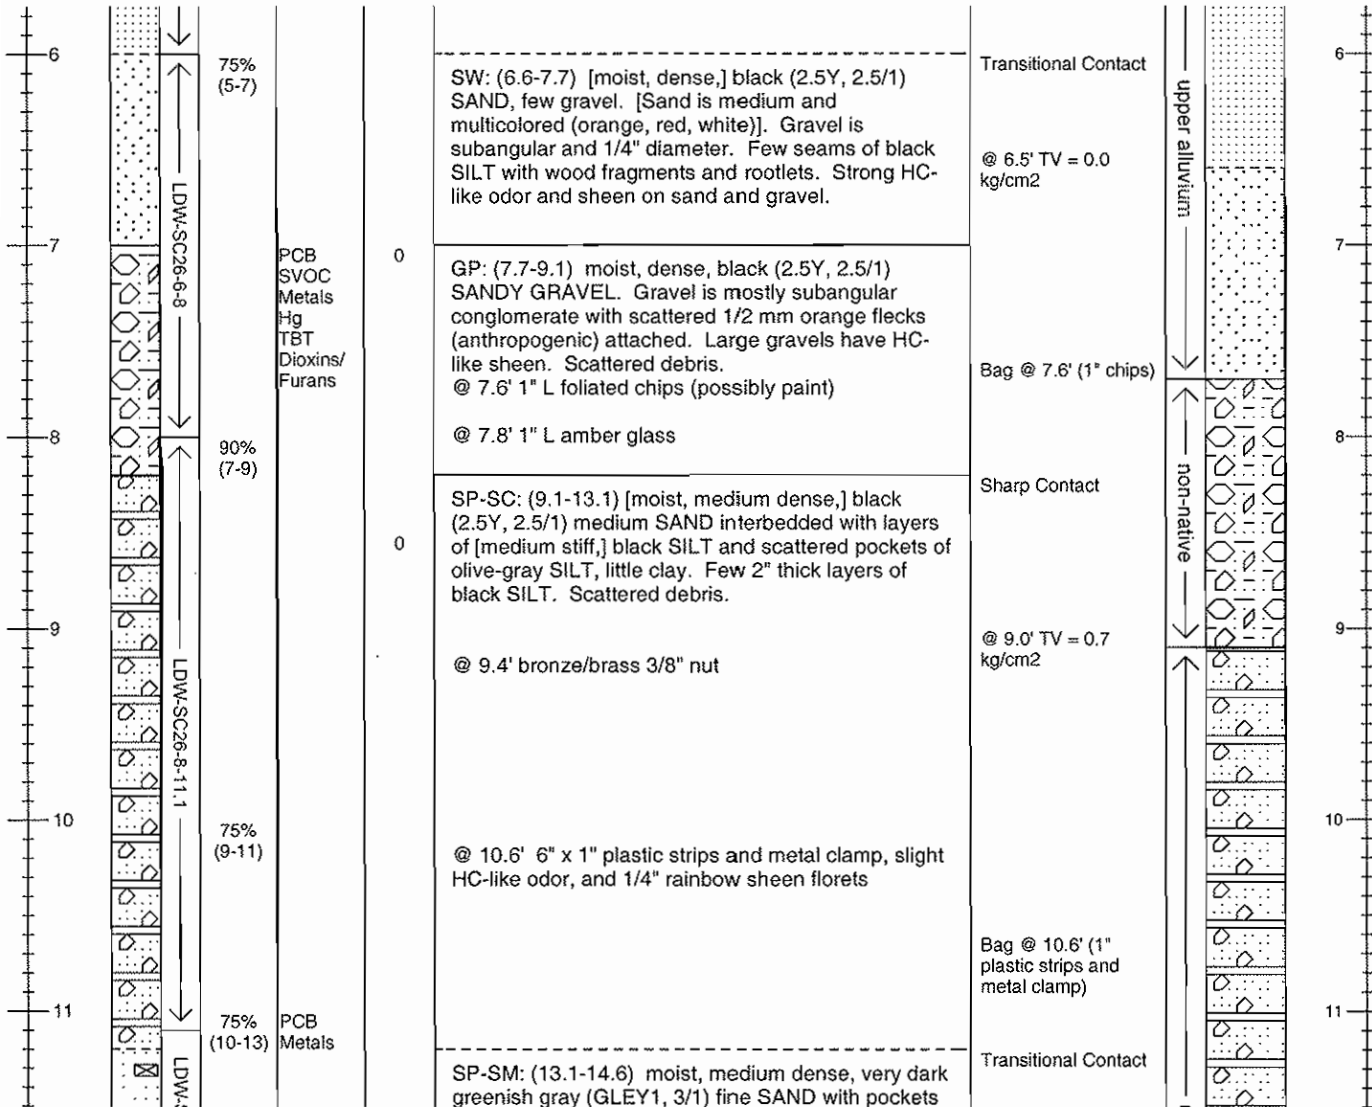 6
75%
(5-7)
SW: (6.6-7.7) [moist, dense,] black (2.5Y, 2.5/1)
SAND, few gravel. [Sand is medium and
multicolored (orange, red, white)]. Gravel is
subangular and 1/4" diameter. Few seams of black
SILT with wood fragments and rootlets. Strong HC-
like odor and sheen on sand and gravel.
Transitional Contact
@ 6.5' TV = 0.0
kg/cm2
upper alluvium
6
LDW-SC26-6-8
7
PCB
SVOC
Metals
Hg
TBT
Dioxins/
Furans
0
GP: (7.7-9.1) moist, dense, black (2.5Y, 2.5/1)
SANDY GRAVEL. Gravel is mostly subangular
conglomerate with scattered 1/2 mm orange flecks
(anthropogenic) attached. Large gravels have HC-
like sheen. Scattered debris.
@ 7.6' 1" L foliated chips (possibly paint)
@ 7.8' 1" L amber glass
Bag @ 7.6' (1" chips)
7
8
90%
(7-9)
Sharp Contact
non-native
8
SP-SC: (9.1-13.1) [moist, medium dense,] black
(2.5Y, 2.5/1) medium SAND interbedded with layers
of [medium stiff,] black SILT and scattered pockets of
olive-gray SILT, little clay. Few 2" thick layers of
black SILT. Scattered debris.
0
9
LDW-SC26-8-11.1
@ 9.4' bronze/brass 3/8" nut
@ 9.0' TV = 0.7
kg/cm2
9
10
75%
(9-11)
@ 10.6' 6" x 1" plastic strips and metal clamp, slight
HC-like odor, and 1/4" rainbow sheen florets
10
Bag @ 10.6' (1"
plastic strips and
metal clamp)
11
75%
(10-13)
PCB
Metals
11
LDW-S
Transitional Contact
SP-SM: (13.1-14.6) moist, medium dense, very dark
greenish gray (GLEY1, 3/1) fine SAND with pockets